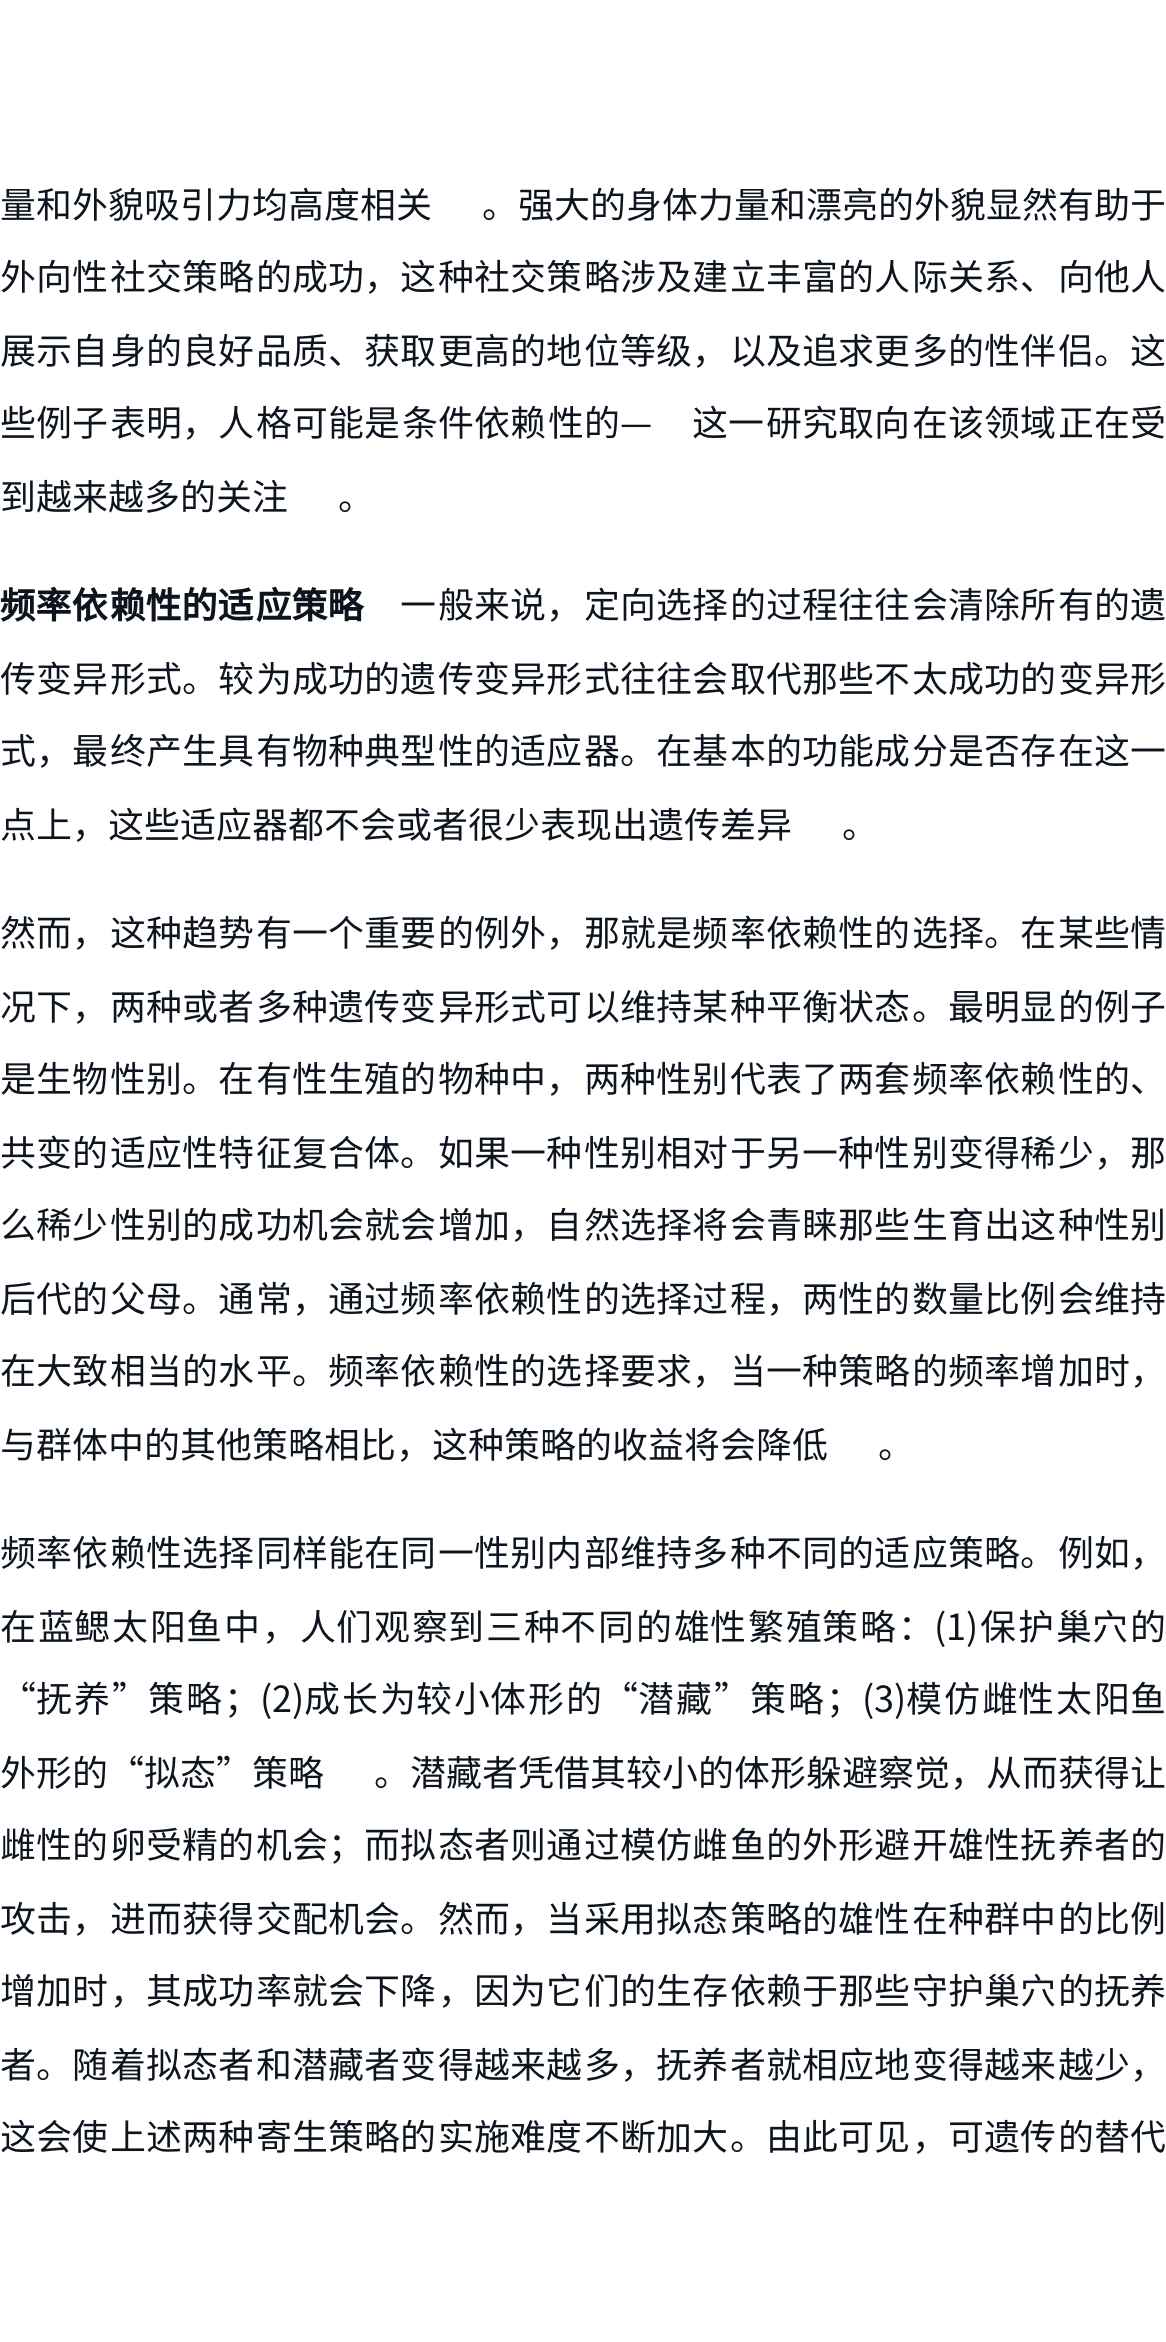 量和外貌吸引力均高度相关 。强大的身体力量和漂亮的外貌显然有助于
外向性社交策略的成功，这种社交策略涉及建立丰富的人际关系、向他人
展示自身的良好品质、获取更高的地位等级，以及追求更多的性伴侣。这
些例子表明，人格可能是条件依赖性的— 这一研究取向在该领域正在受
到越来越多的关注 。
频率依赖性的适应策略 一般来说，定向选择的过程往往会清除所有的遗
传变异形式。较为成功的遗传变异形式往往会取代那些不太成功的变异形
式，最终产生具有物种典型性的适应器。在基本的功能成分是否存在这一
点上，这些适应器都不会或者很少表现出遗传差异 。
然而，这种趋势有一个重要的例外，那就是频率依赖性的选择。在某些情
况下，两种或者多种遗传变异形式可以维持某种平衡状态。最明显的例子
是生物性别。在有性生殖的物种中，两种性别代表了两套频率依赖性的、
共变的适应性特征复合体。如果一种性别相对于另一种性别变得稀少，那
么稀少性别的成功机会就会增加，自然选择将会青睐那些生育出这种性别
后代的父母。通常，通过频率依赖性的选择过程，两性的数量比例会维持
在大致相当的水平。频率依赖性的选择要求，当一种策略的频率增加时，
与群体中的其他策略相比，这种策略的收益将会降低 。
频率依赖性选择同样能在同一性别内部维持多种不同的适应策略。例如，
在蓝鳃太阳鱼中，人们观察到三种不同的雄性繁殖策略：(1)保护巢穴的
“抚养”策略；(2)成长为较小体形的“潜藏”策略；(3)模仿雌性太阳鱼
外形的“拟态”策略 。潜藏者凭借其较小的体形躲避察觉，从而获得让
雌性的卵受精的机会；而拟态者则通过模仿雌鱼的外形避开雄性抚养者的
攻击，进而获得交配机会。然而，当采用拟态策略的雄性在种群中的比例
增加时，其成功率就会下降，因为它们的生存依赖于那些守护巢穴的抚养
者。随着拟态者和潜藏者变得越来越多，抚养者就相应地变得越来越少，
这会使上述两种寄生策略的实施难度不断加大。由此可见，可遗传的替代